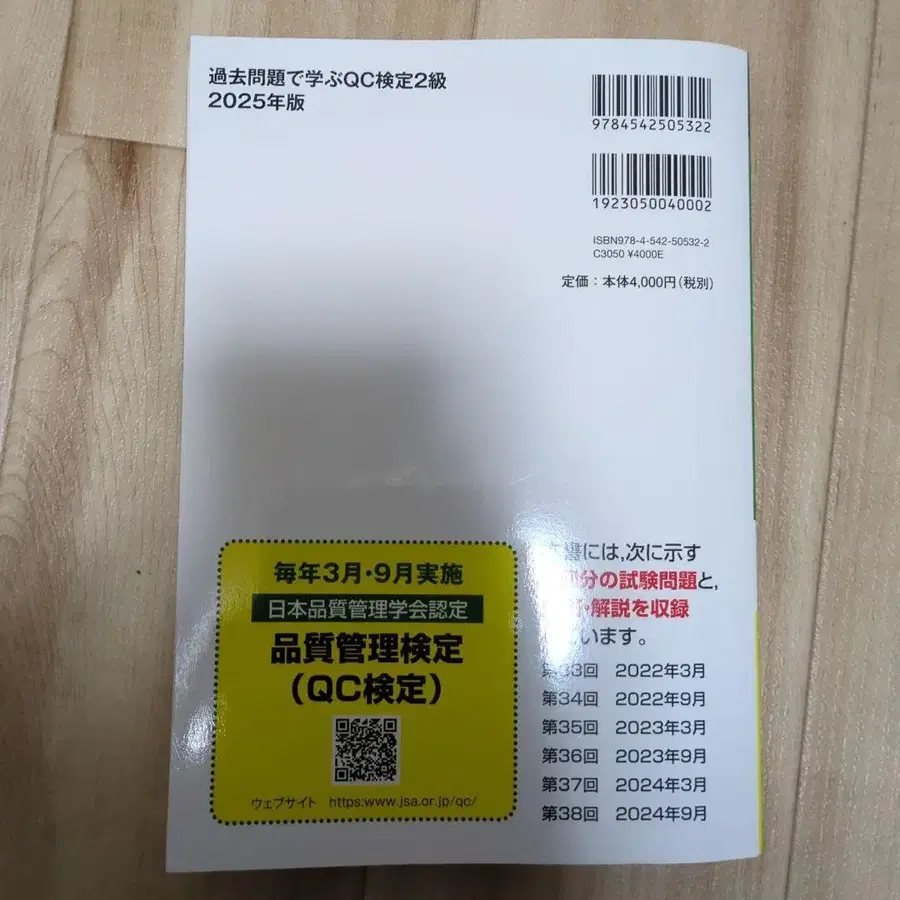 過去問題で学ぶQC検定2級
2025年版
9784542505322
1923050040002
ISBN978-4-542-50532-2
C3050 ¥4000E
定価：本体4,000円(税別)
毎年3月・9月実施
日本品質管理学会認定
品質管理検定
(QC検定)
ウェブサイト https:www.jsa.or.jp/qc/
には,次に示す
分の試験問題と,
・解説を収録
います。
第33回 2022年3月
第34回 2022年9月
第35回 2023年3月
第36回 2023年9月
第37回 2024年3月
第38回 2024年9月